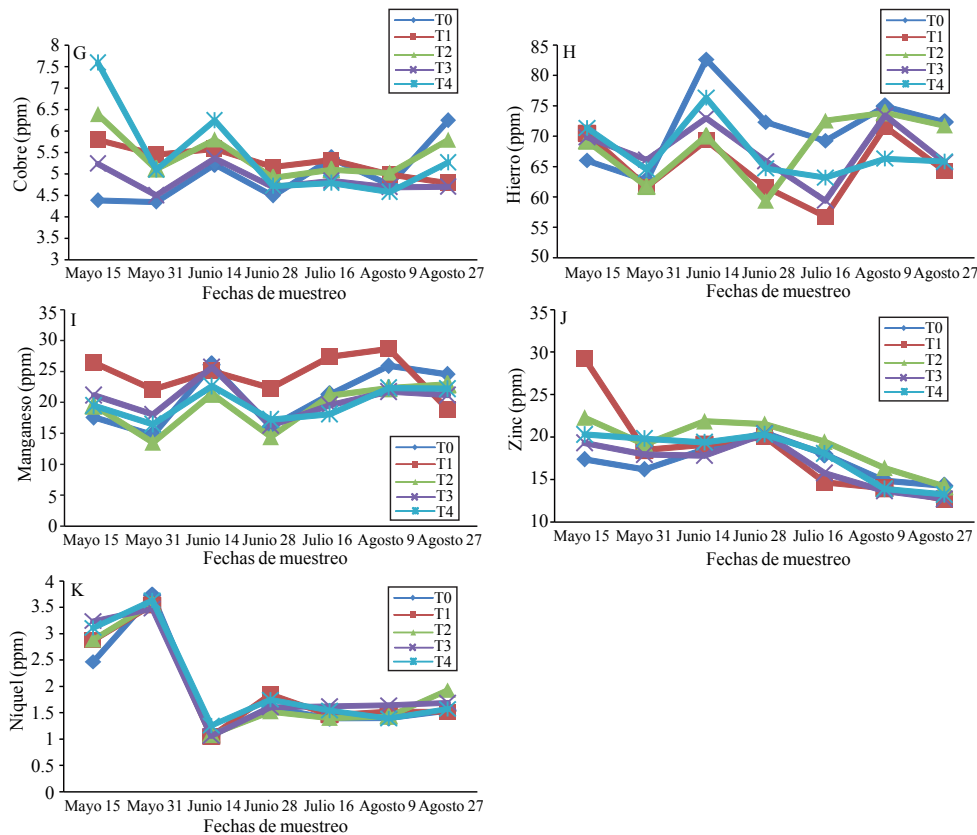 G
Cobre (ppm)
8
7.5
7
6.5
6
5.5
5
4.5
4
3.5
3
Mayo 15 Mayo 31 Junio 14 Junio 28 Julio 16 Agosto 9 Agosto 27
Fechas de muestreo
T0
T1
T2
T3
T4
H
Hierro (ppm)
85
80
75
70
65
60
55
50
Mayo 15 Mayo 31 Junio 14 Junio 28 Julio 16 Agosto 9 Agosto 27
Fechas de muestreo
T0
T1
T2
T3
T4
I
Manganeso (ppm)
35
30
25
20
15
10
5
0
Mayo 15 Mayo 31 Junio 14 Junio 28 Julio 16 Agosto 9 Agosto 27
Fechas de muestreo
T0
T1
T2
T3
T4
J
Zinc (ppm)
35
30
25
20
15
10
Mayo 15 Mayo 31 Junio 14 Junio 28 Julio 16 Agosto 9 Agosto 27
Fechas de muestreo
T0
T1
T2
T3
T4
K
Niquel (ppm)
4
3.5
3
2.5
2
1.5
1
0.5
0
Mayo 15 Mayo 31 Junio 14 Junio 28 Julio 16 Agosto 9 Agosto 27
Fechas de muestreo
T0
T1
T2
T3
T4